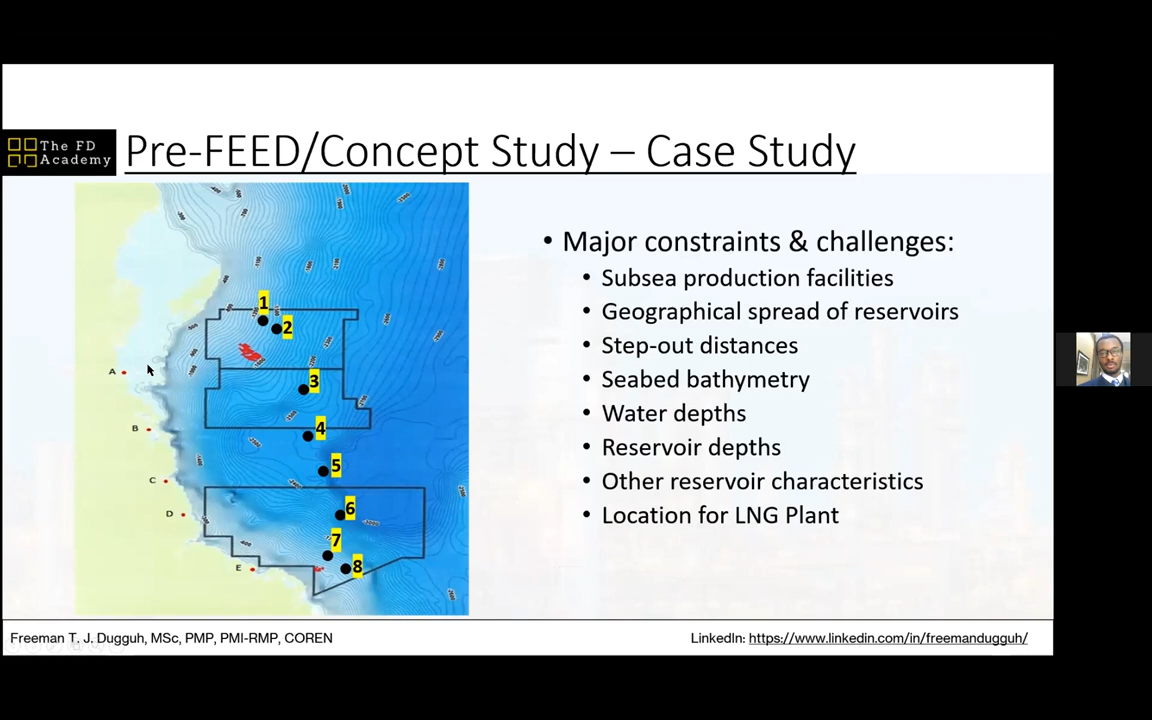 The FD
Academy
Pre-FEED/Concept Study – Case Study
1
2
3
4
5
6
7
8
A
B
C
D
E
• Major constraints & challenges:
• Subsea production facilities
• Geographical spread of reservoirs
• Step-out distances
• Seabed bathymetry
• Water depths
• Reservoir depths
• Other reservoir characteristics
• Location for LNG Plant
Freeman T. J. Dugguh, MSc, PMP, PMI-RMP, COREN
LinkedIn: https://www.linkedin.com/in/freemandugguh/